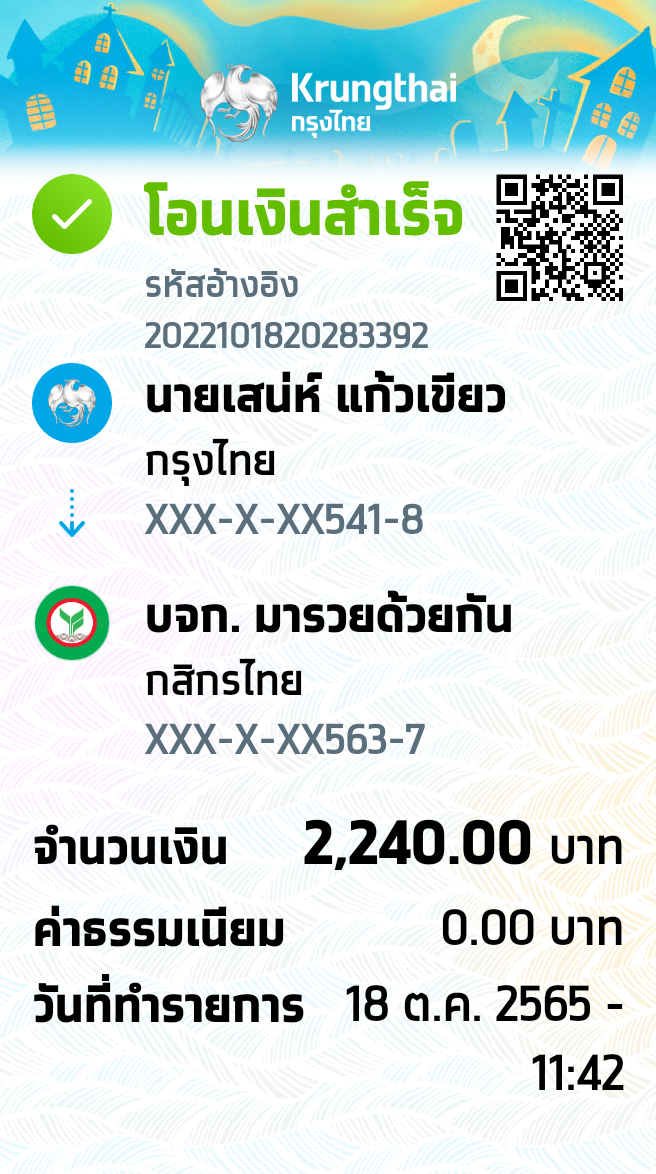 Krungthai
กรุงไทย
โอนเงินสำเร็จ
รหัสอ้างอิง
2022101820283392
นายเสน่ห์ แก้วเขียว
กรุงไทย
XXX-X-XX541-8
บจก. มารวยด้วยกัน
กสิกรไทย
XXX-X-XX563-7
จำนวนเงิน 2,240.00 บาท
ค่าธรรมเนียม 0.00 บาท
วันที่ทำรายการ 18 ต.ค. 2565 -
11:42